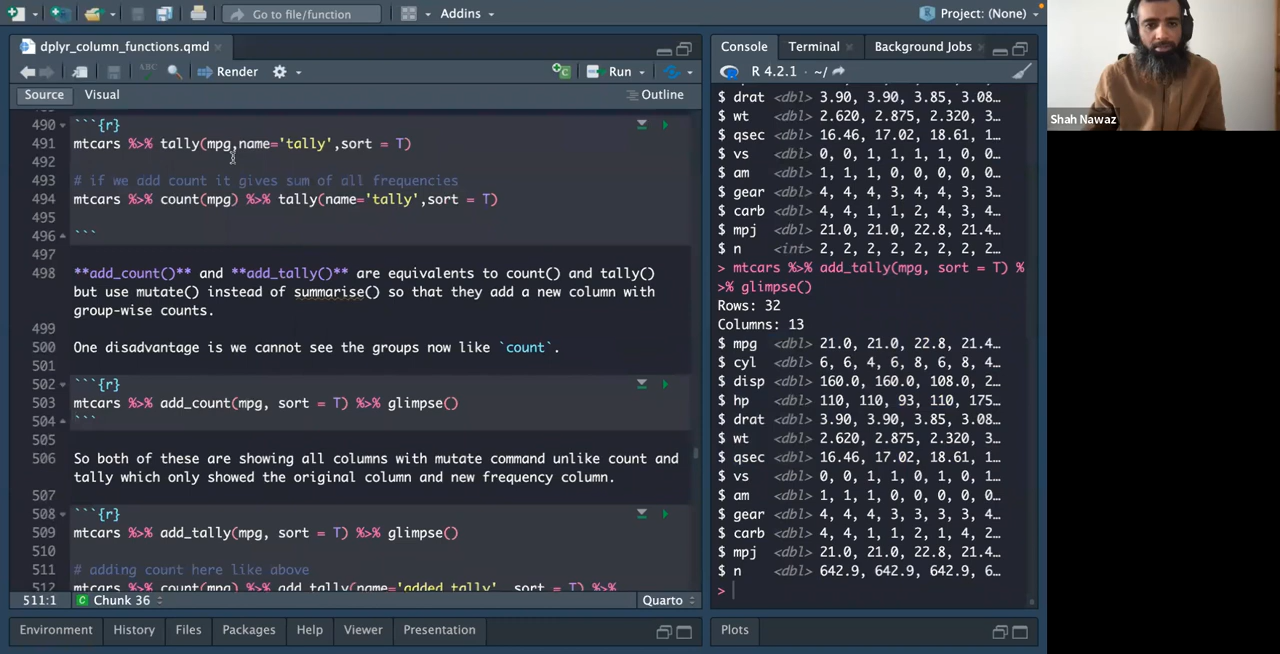 Go to file/function
Addins
Project: (None)
dplyr_column_functions.qmd
Render
Run
Source
Visual
Outline
490 ```{r}
491 mtcars %>% tally(mpg,name='tally',sort = T)
492
493 # if we add count it gives sum of all frequencies
494 mtcars %>% count(mpg) %>% tally(name='tally',sort = T)
495
496 ```
497
498 **add_count()** and **add_tally()** are equivalents to count() and tally()
but use mutate() instead of summarise() so that they add a new column with
group-wise counts.
499
500 One disadvantage is we cannot see the groups now like `count`.
501
502 ```{r}
503 mtcars %>% add_count(mpg, sort = T) %>% glimpse()
504 ```
505
506 So both of these are showing all columns with mutate command unlike count and
tally which only showed the original column and new frequency column.
507
508 ```{r}
509 mtcars %>% add_tally(mpg, sort = T) %>% glimpse()
510
511 # adding count here like above
512 mtcars %>% count(mpg) %>% add_tally(name='added_tally', sort = T) %>%
511:1
C Chunk 36
Quarto
Environment
History
Files
Packages
Help
Viewer
Presentation
Console
Terminal
Background Jobs
R 4.2.1 · ~/
$ drat <dbl> 3.90, 3.90, 3.85, 3.08…
$ wt <dbl> 2.620, 2.875, 2.320, 3…
$ qsec <dbl> 16.46, 17.02, 18.61, 1…
$ vs <dbl> 0, 0, 1, 1, 1, 0, 0, 0…
$ am <dbl> 1, 1, 1, 0, 0, 0, 0, 0…
$ gear <dbl> 4, 4, 4, 3, 4, 4, 3, 3…
$ carb <dbl> 4, 4, 1, 1, 2, 4, 3, 4…
$ mpj <dbl> 21.0, 21.0, 22.8, 21.4…
$ n <int> 2, 2, 2, 2, 2, 2, 2, 2…
> mtcars %>% add_tally(mpg, sort = T) %
>% glimpse()
Rows: 32
Columns: 13
$ mpg <dbl> 21.0, 21.0, 22.8, 21.4…
$ cyl <dbl> 6, 6, 4, 6, 8, 6, 8, 4…
$ disp <dbl> 160.0, 160.0, 108.0, 2…
$ hp <dbl> 110, 110, 93, 110, 175…
$ drat <dbl> 3.90, 3.90, 3.85, 3.08…
$ wt <dbl> 2.620, 2.875, 2.320, 3…
$ qsec <dbl> 16.46, 17.02, 18.61, 1…
$ vs <dbl> 0, 0, 1, 1, 0, 1, 0, 1…
$ am <dbl> 1, 1, 1, 0, 0, 0, 0, 0…
$ gear <dbl> 4, 4, 4, 3, 3, 3, 3, 4…
$ carb <dbl> 4, 4, 1, 1, 2, 1, 4, 2…
$ mpj <dbl> 21.0, 21.0, 22.8, 21.4…
$ n <dbl> 642.9, 642.9, 642.9, 6…
>
Plots
Shah Nawaz